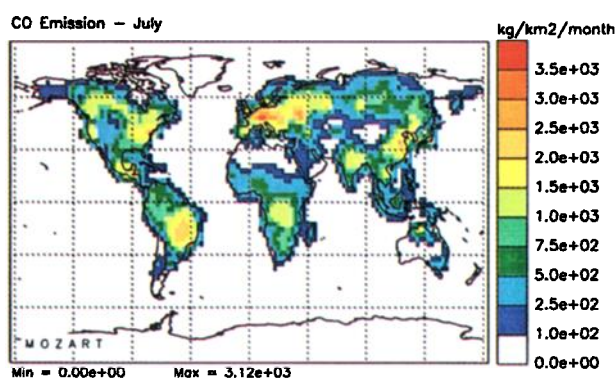 CO Emission – July
kg/km2/month
3.5e+03
3.0e+03
2.5e+03
2.0e+03
1.5e+03
1.0e+03
7.5e+02
5.0e+02
2.5e+02
1.0e+02
0.0e+00
MOZART
Min = 0.00e+00 Max = 3.12e+03